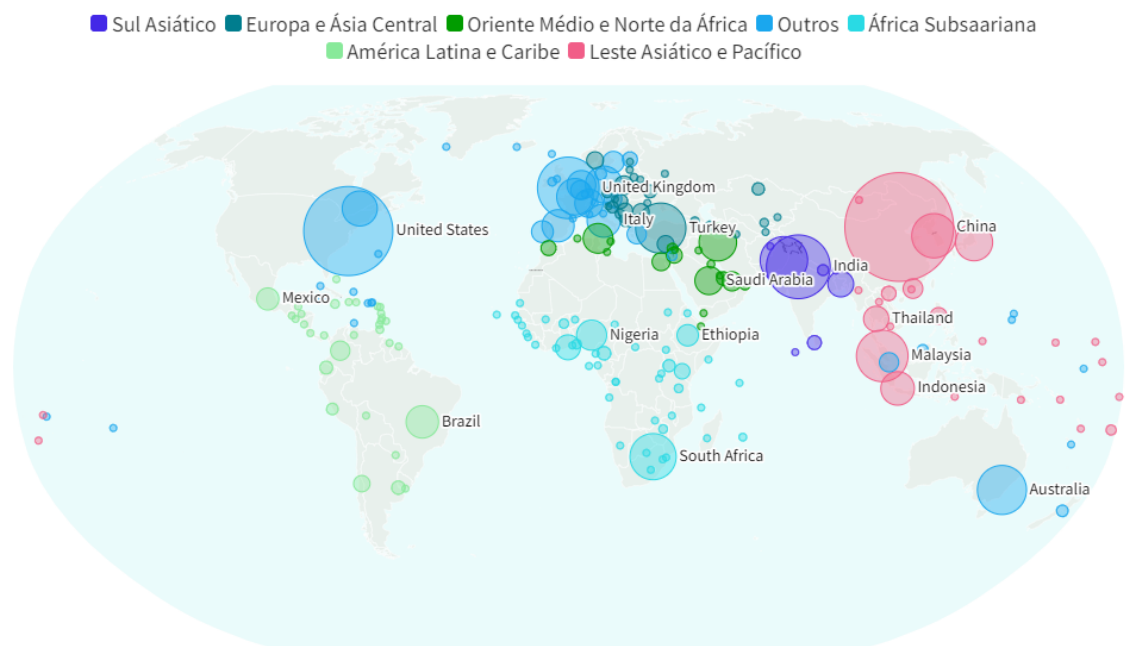 Sul Asiático Europa e Ásia Central Oriente Médio e Norte da África Outros África Subsaariana
América Latina e Caribe Leste Asiático e Pacífico
United Kingdom
Italy
Turkey
China
United States
India
Saudi Arabia
Mexico
Thailand
Nigeria
Ethiopia
Malaysia
Indonesia
Brazil
South Africa
Australia